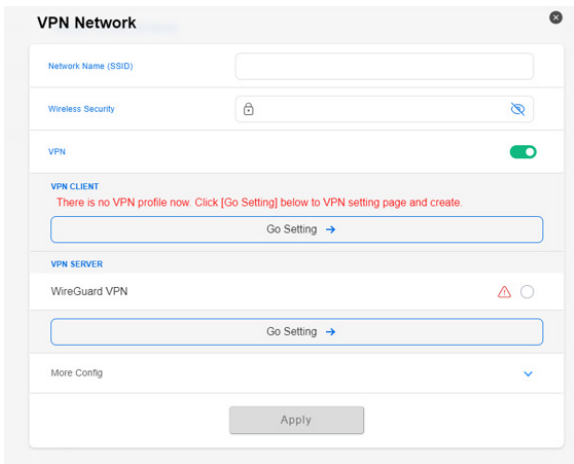 VPN Network
Network Name (SSID)
Wireless Security
VPN
VPN CLIENT
There is no VPN profile now. Click [Go Setting] below to VPN setting page and create.
Go Setting →
VPN SERVER
WireGuard VPN
Go Setting →
More Config
Apply